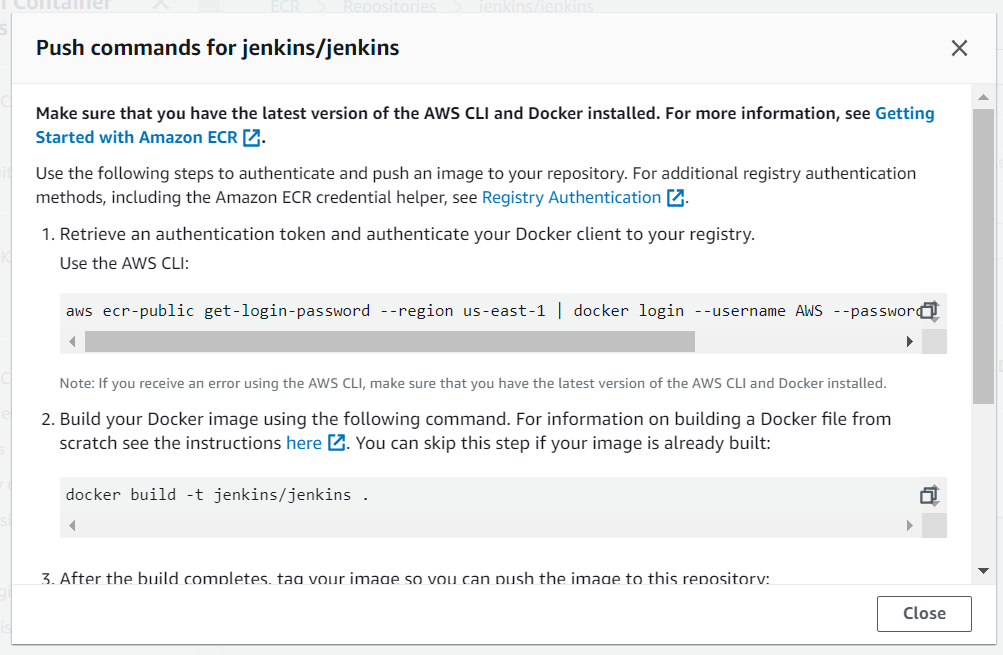 Container
ECR
Repositories
jenkins/jenkins
Push commands for jenkins/jenkins
Make sure that you have the latest version of the AWS CLI and Docker installed. For more information, see Getting
Started with Amazon ECR.
Use the following steps to authenticate and push an image to your repository. For additional registry authentication
methods, including the Amazon ECR credential helper, see Registry Authentication.
1. Retrieve an authentication token and authenticate your Docker client to your registry.
Use the AWS CLI:
aws ecr-public get-login-password --region us-east-1 | docker login --username AWS --password
Note: If you receive an error using the AWS CLI, make sure that you have the latest version of the AWS CLI and Docker installed.
2. Build your Docker image using the following command. For information on building a Docker file from
scratch see the instructions here. You can skip this step if your image is already built:
docker build -t jenkins/jenkins .
3. After the build completes, tag your image so you can push the image to this repository:
Close